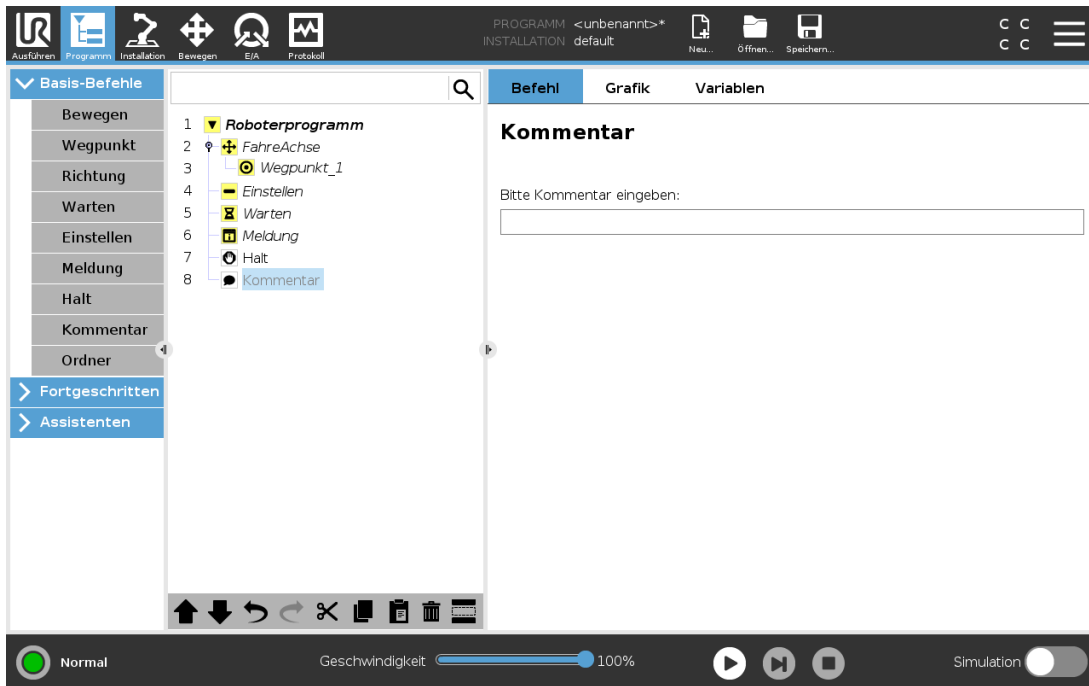 PROGRAMM <unbenannt>*
INSTALLATION default
C C
C C
Ausführen Programm Installation Bewegen E/A Protokoll Neu... Öffnen... Speichern...
Basis-Befehle
Bewegen
Wegpunkt
Richtung
Warten
Einstellen
Meldung
Halt
Kommentar
Ordner
Fortgeschritten
Assistenten
1 Roboterprogramm
2 FahreAchse
3 Wegpunkt_1
4 Einstellen
5 Warten
6 Meldung
7 Halt
8 Kommentar
Befehl Grafik Variablen
Kommentar
Bitte Kommentar eingeben:
Normal Geschwindigkeit 100% Simulation